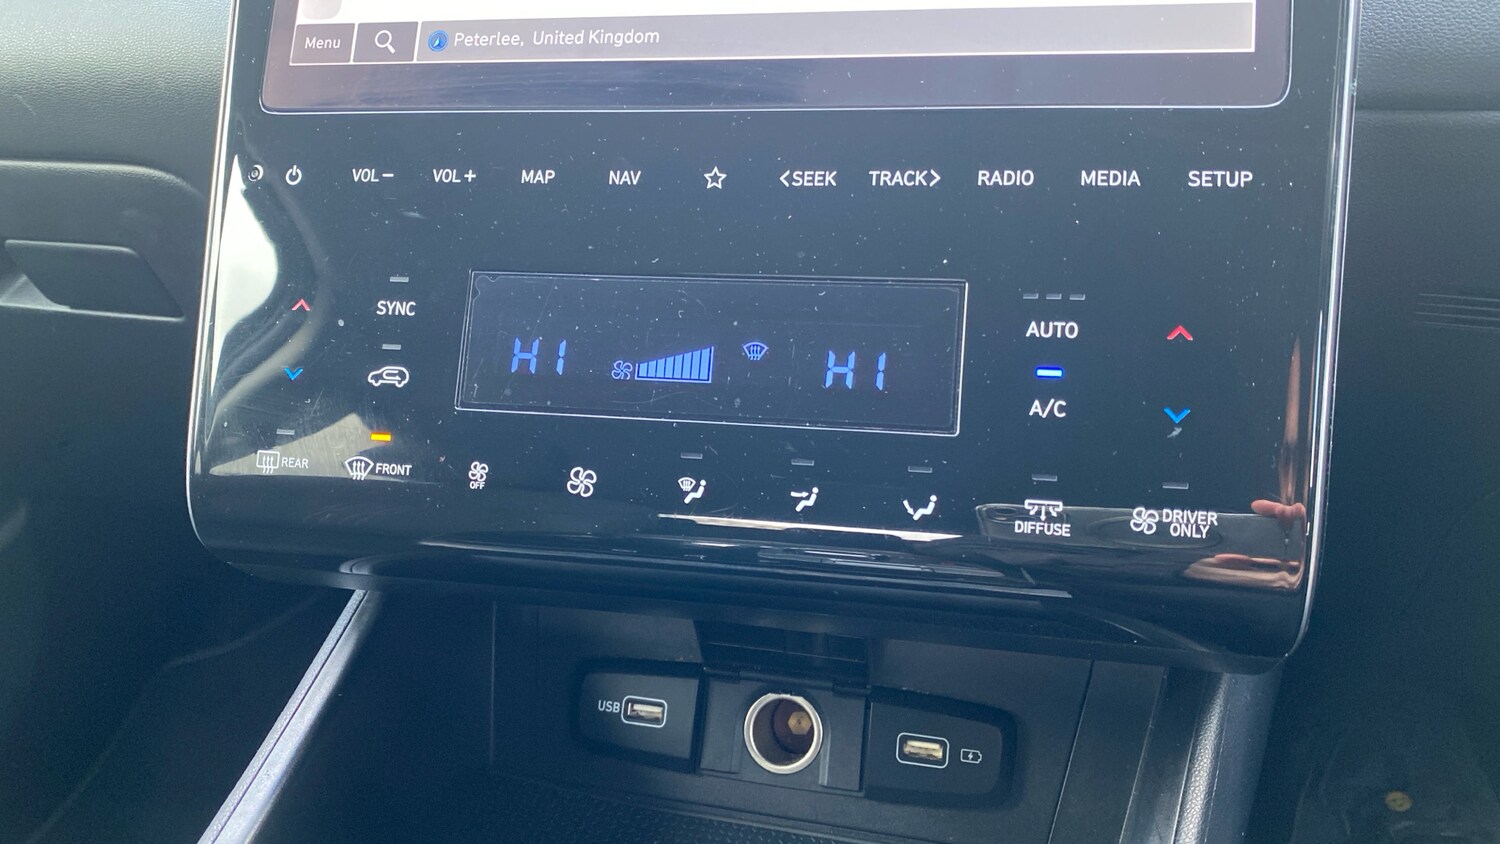 Menu
Peterlee, United Kingdom
VOL− VOL+ MAP NAV <SEEK TRACK> RADIO MEDIA SETUP
SYNC
AUTO
HI HI
A/C
REAR FRONT
OFF
DIFFUSE
DRIVER
ONLY
USB